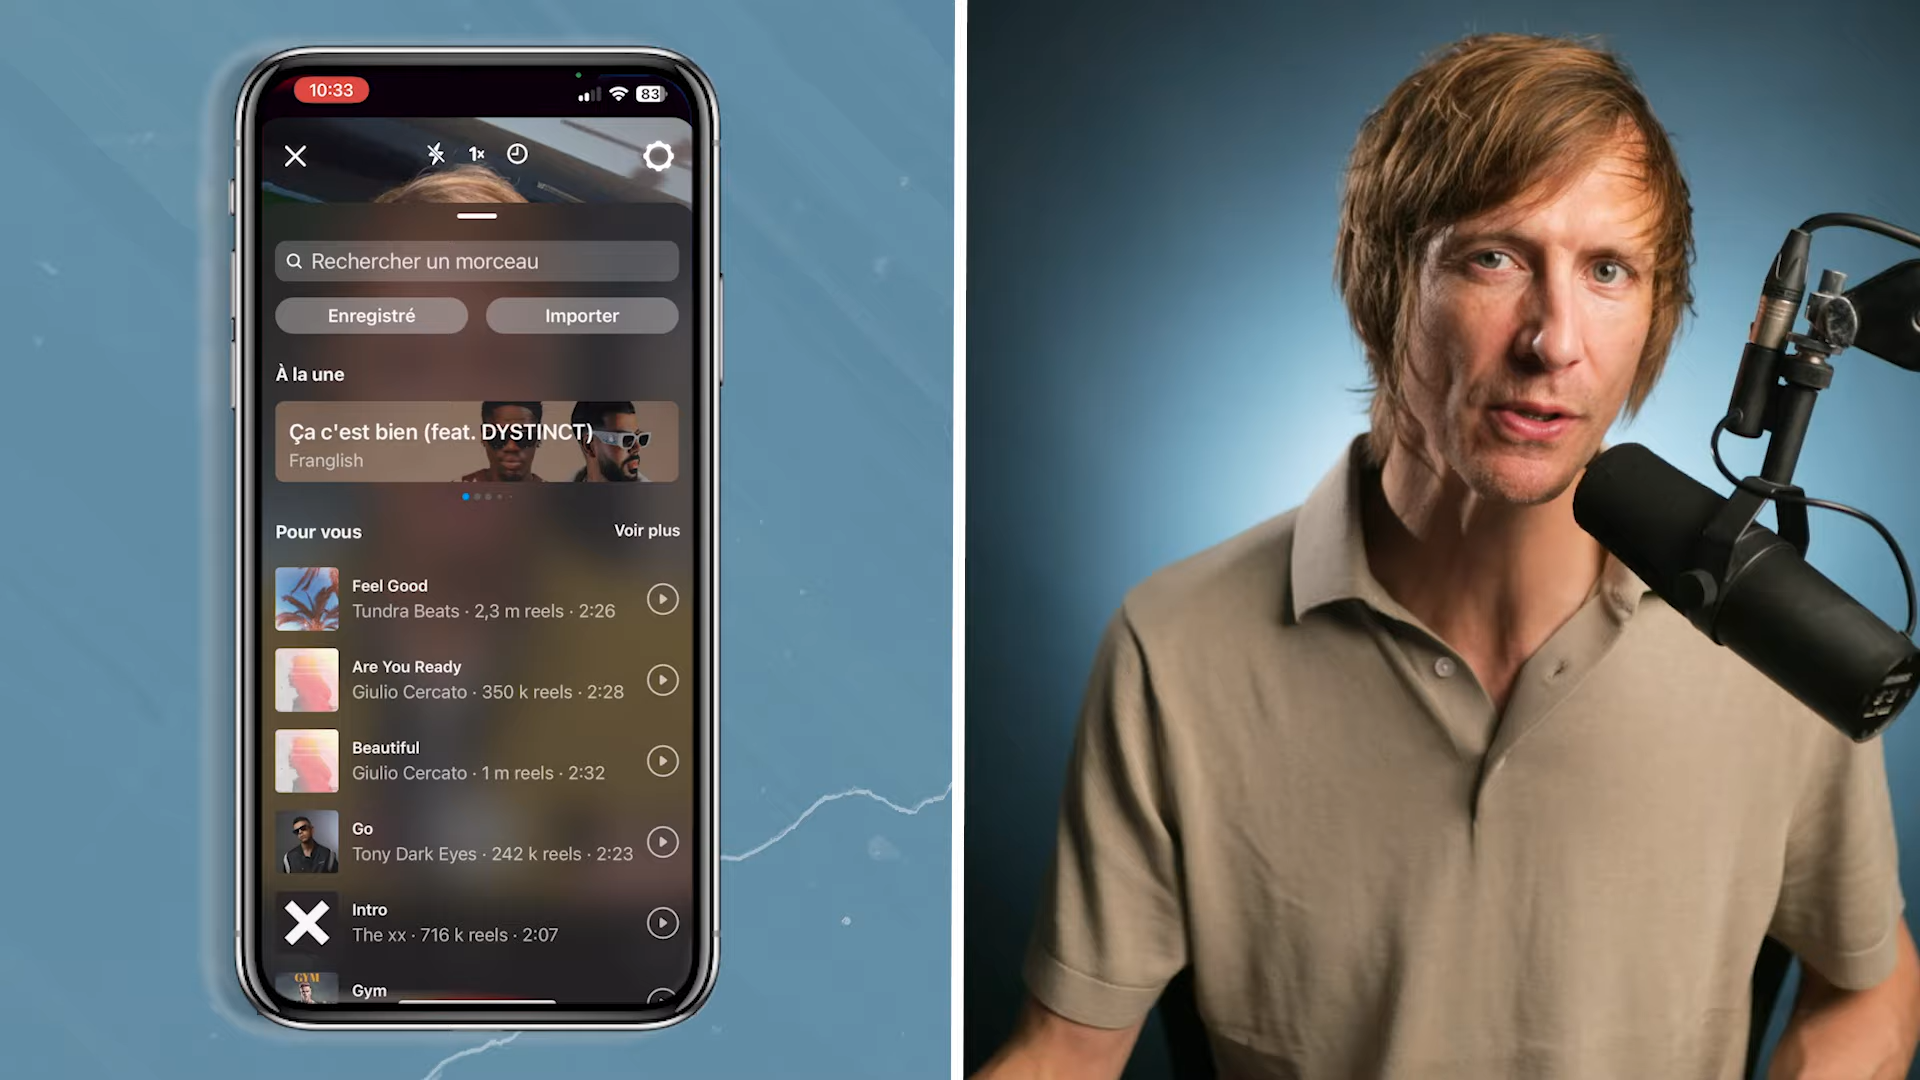 10:33
83
1x
Rechercher un morceau
Enregistré
Importer
À la une
Ça c'est bien (feat. DYSTINCT)
Franglish
Pour vous
Voir plus
Feel Good
Tundra Beats · 2,3 m reels · 2:26
Are You Ready
Giulio Cercato · 350 k reels · 2:28
Beautiful
Giulio Cercato · 1 m reels · 2:32
Go
Tony Dark Eyes · 242 k reels · 2:23
Intro
The xx · 716 k reels · 2:07
GYM
Gym